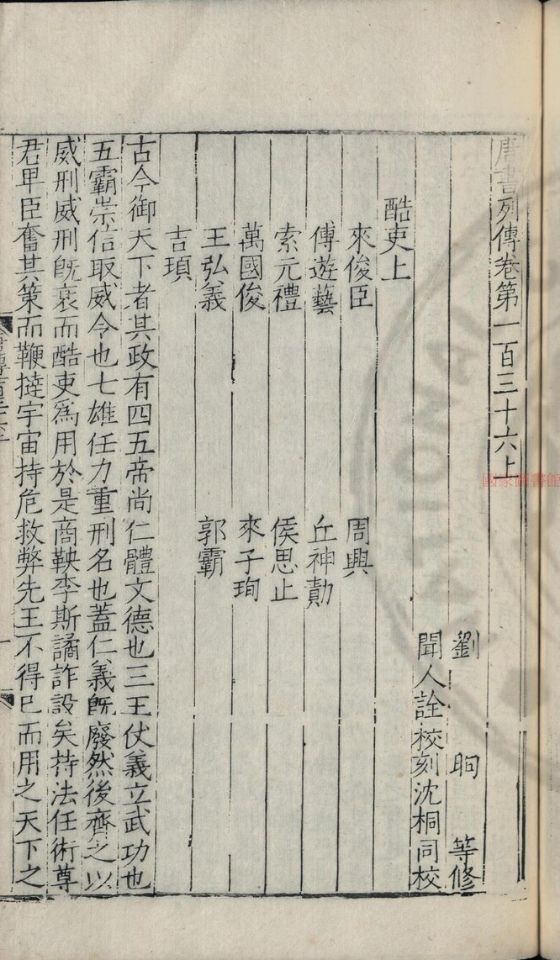 唐書列傳卷第一百三十六上
劉 昫 等修
聞人詮校刻沈桐同校
酷吏上
來俊臣 周興
傅遊藝 丘神勣
索元禮 侯思止
萬國俊 來子珣
王弘義 郭霸
吉頊
古今御天下者其政有四五帝尚仁體文德也三王仗義立武功也
五霸崇信取威令也七雄任力重刑名也蓋仁義既廢然後齊之以
威刑威刑既衰而酷吏爲用於是商鞅李斯譎詐設矣持法任術尊
君卑臣奮其策而鞭撻宇宙持危救弊先王不得已而用之天下之
國家圖書館